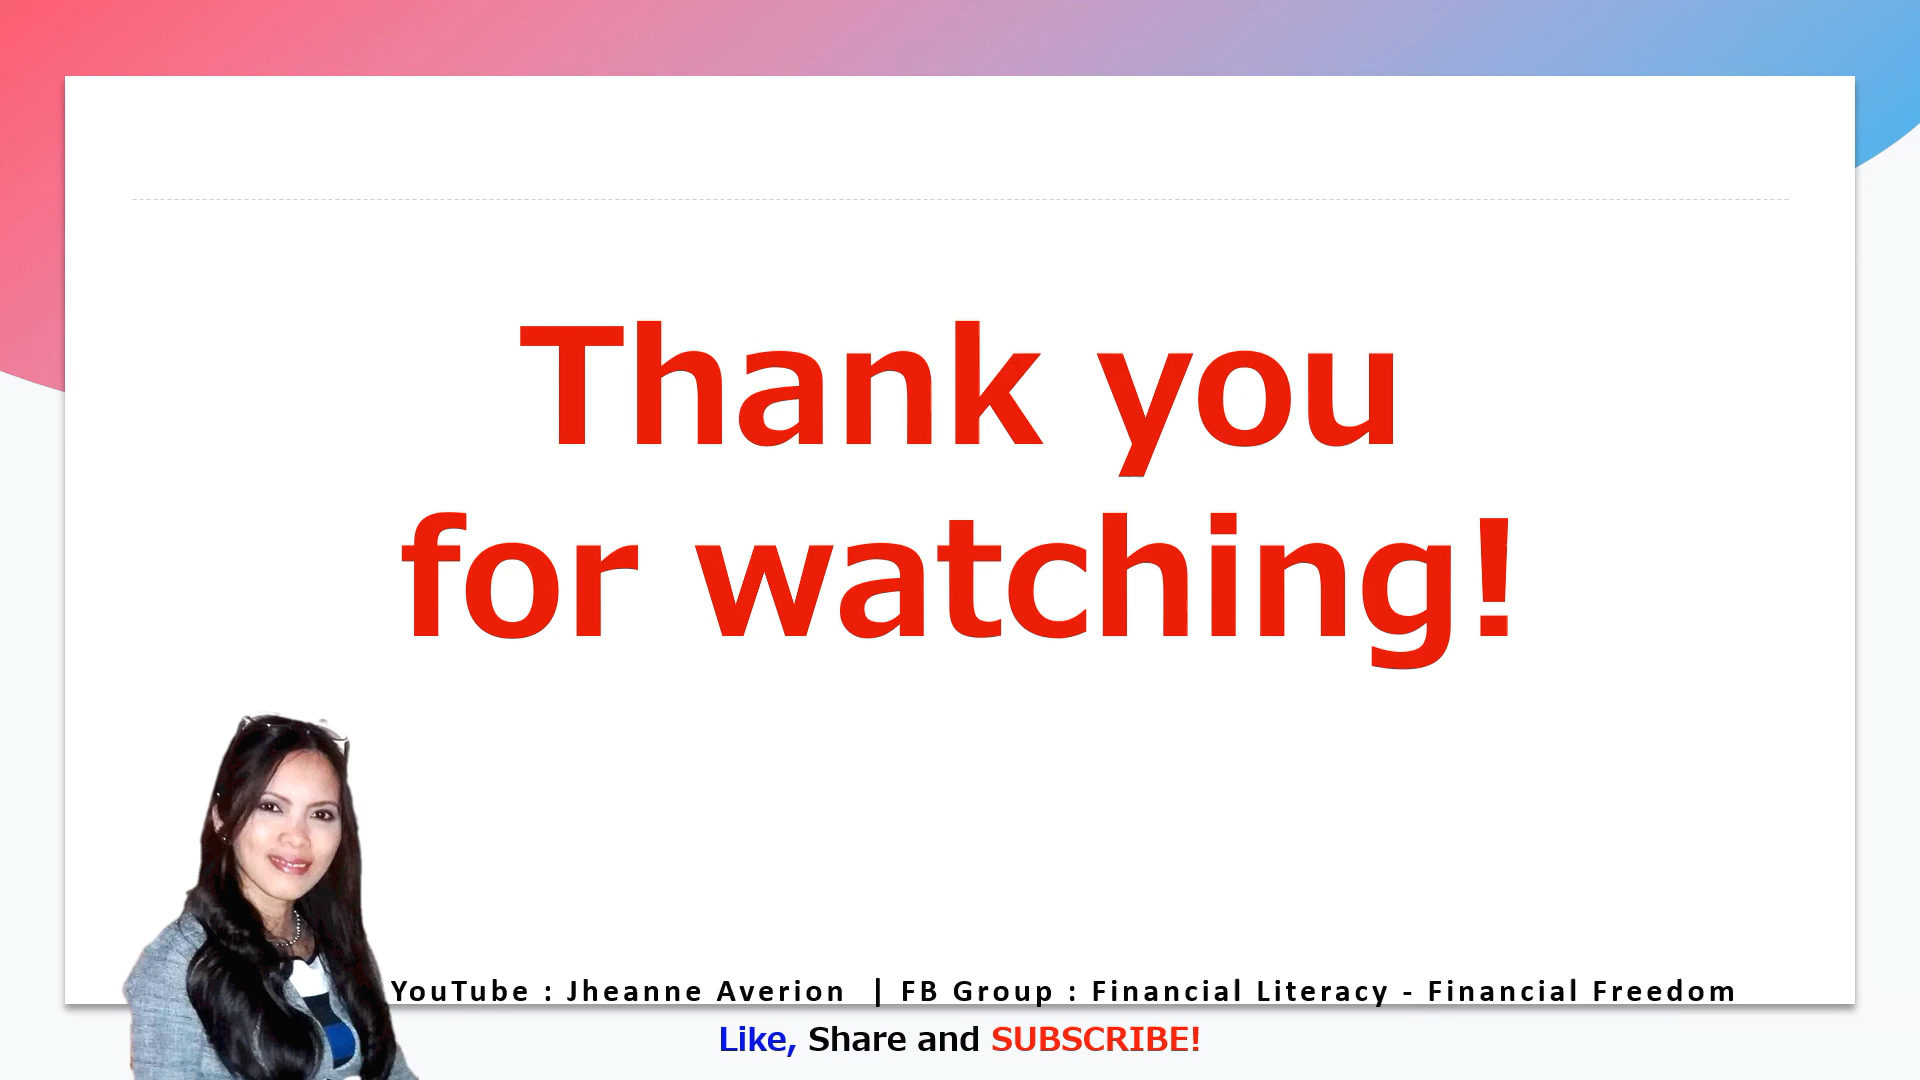 Thank you
for watching!
YouTube : Jheanne Averion | FB Group : Financial Literacy - Financial Freedom
Like, Share and SUBSCRIBE!